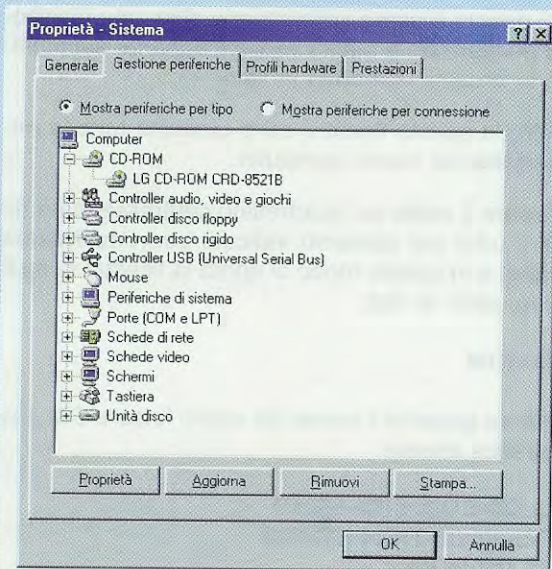 Proprietà - Sistema
Generale Gestione periferiche Profili hardware Prestazioni
Mostra periferiche per tipo Mostra periferiche per connessione
Computer
CD-ROM
LG CD-ROM CRD-8521B
Controller audio, video e giochi
Controller disco floppy
Controller disco rigido
Controller USB (Universal Serial Bus)
Mouse
Periferiche di sistema
Porte (COM e LPT)
Schede di rete
Schede video
Schermi
Tastiera
Unità disco
Proprietà Aggiorna Rimuovi Stampa...
OK Annulla